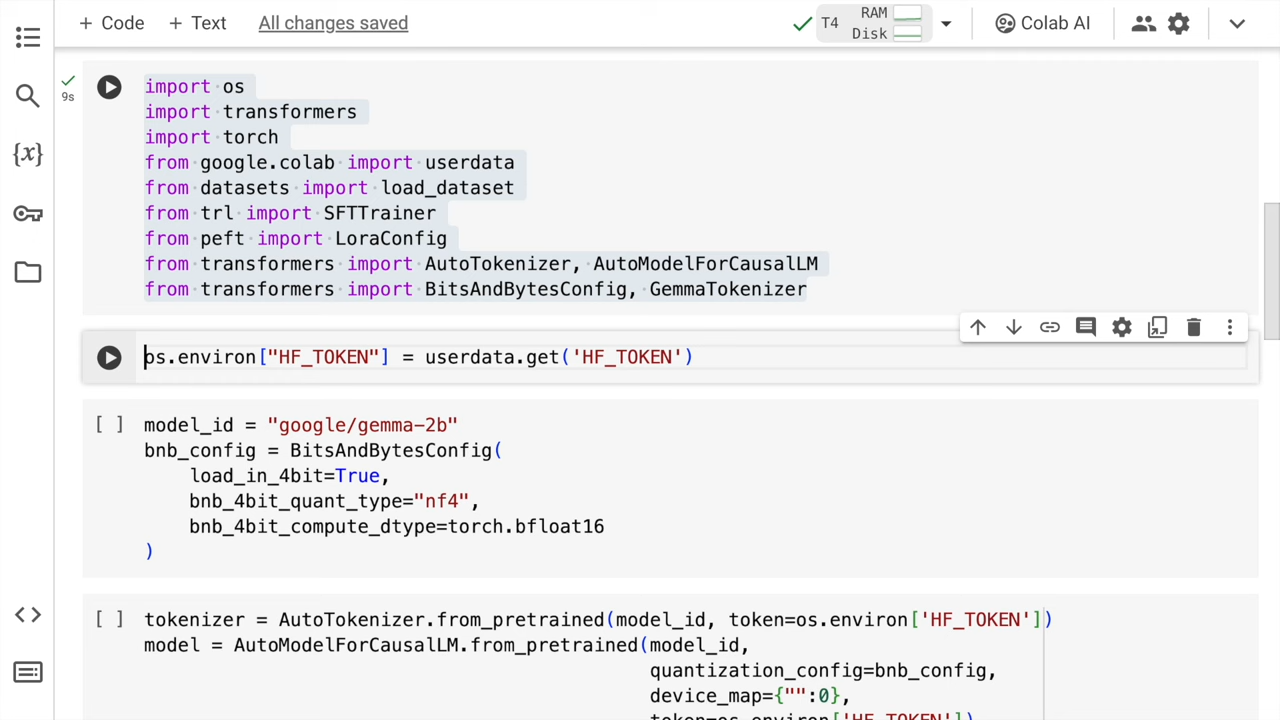 + Code + Text All changes saved T4 RAM Disk Colab AI
9s
import os
import transformers
import torch
from google.colab import userdata
from datasets import load_dataset
from trl import SFTTrainer
from peft import LoraConfig
from transformers import AutoTokenizer, AutoModelForCausalLM
from transformers import BitsAndBytesConfig, GemmaTokenizer
{x}
os.environ["HF_TOKEN"] = userdata.get('HF_TOKEN')
[ ] model_id = "google/gemma-2b"
bnb_config = BitsAndBytesConfig(
load_in_4bit=True,
bnb_4bit_quant_type="nf4",
bnb_4bit_compute_dtype=torch.bfloat16
)
[ ] tokenizer = AutoTokenizer.from_pretrained(model_id, token=os.environ['HF_TOKEN'])
model = AutoModelForCausalLM.from_pretrained(model_id,
quantization_config=bnb_config,
device_map={"":0},
token=os.environ['HF_TOKEN'])